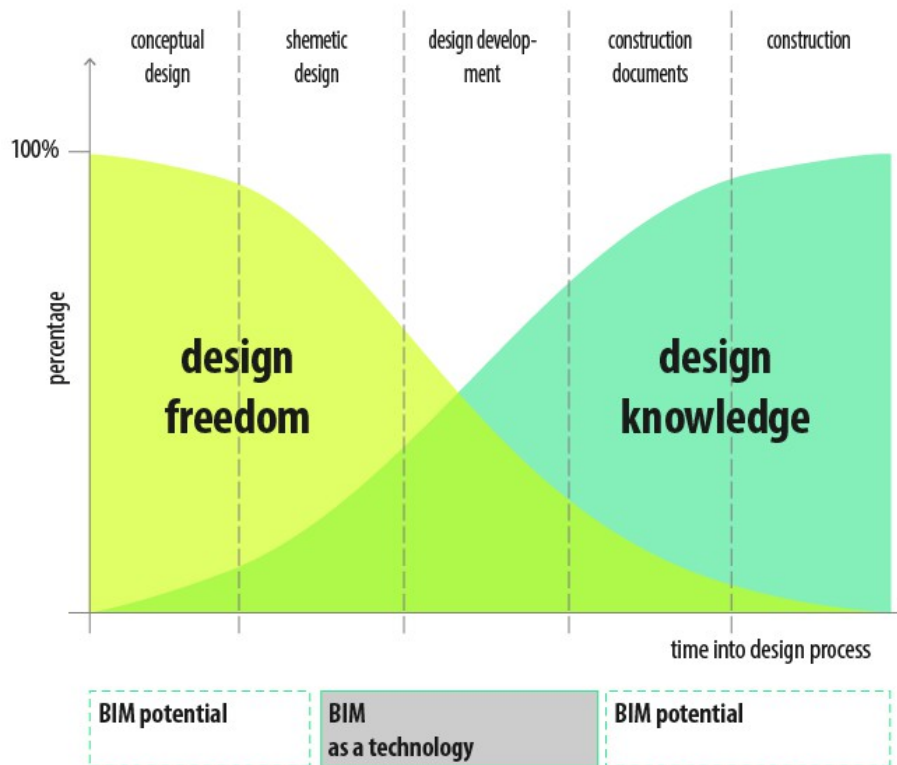 conceptual
design
shemetic
design
design develop-
ment
construction
documents
construction
100%
percentage
design
freedom
design
knowledge
time into design process
BIM potential
BIM
as a technology
BIM potential